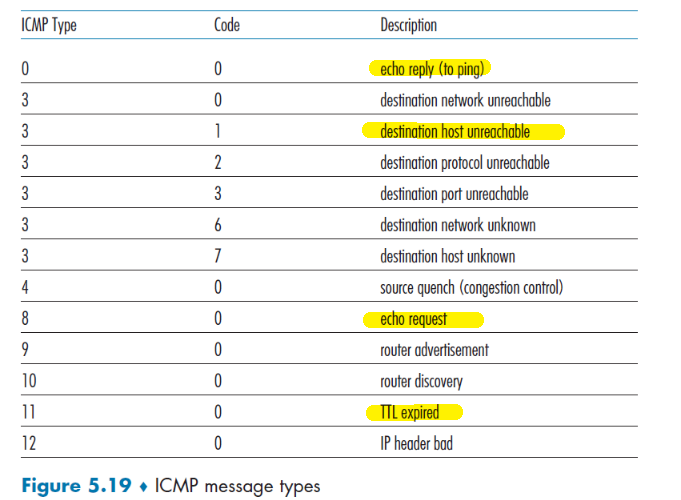 ICMP Type Code Description
0 0 echo reply (to ping)
3 0 destination network unreachable
3 1 destination host unreachable
3 2 destination protocol unreachable
3 3 destination port unreachable
3 6 destination network unknown
3 7 destination host unknown
4 0 source quench (congestion control)
8 0 echo request
9 0 router advertisement
10 0 router discovery
11 0 TTL expired
12 0 IP header bad
Figure 5.19 ♦ ICMP message types